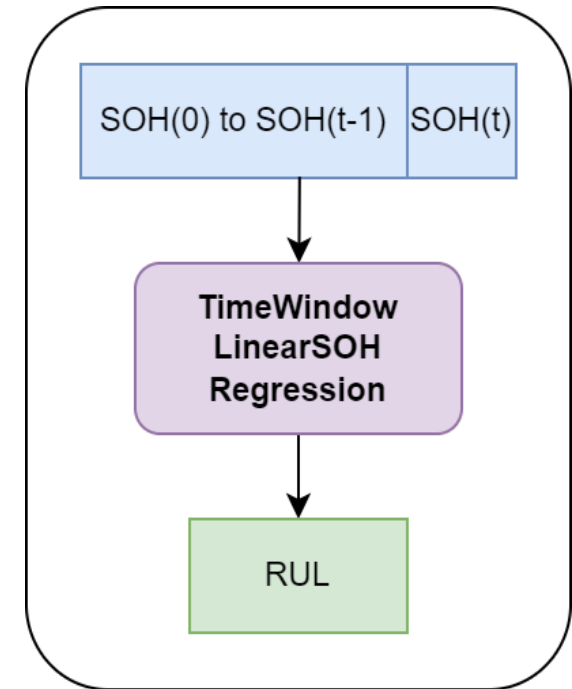 SOH(0) to SOH(t-1) SOH(t)
TimeWindow
LinearSOH
Regression
RUL